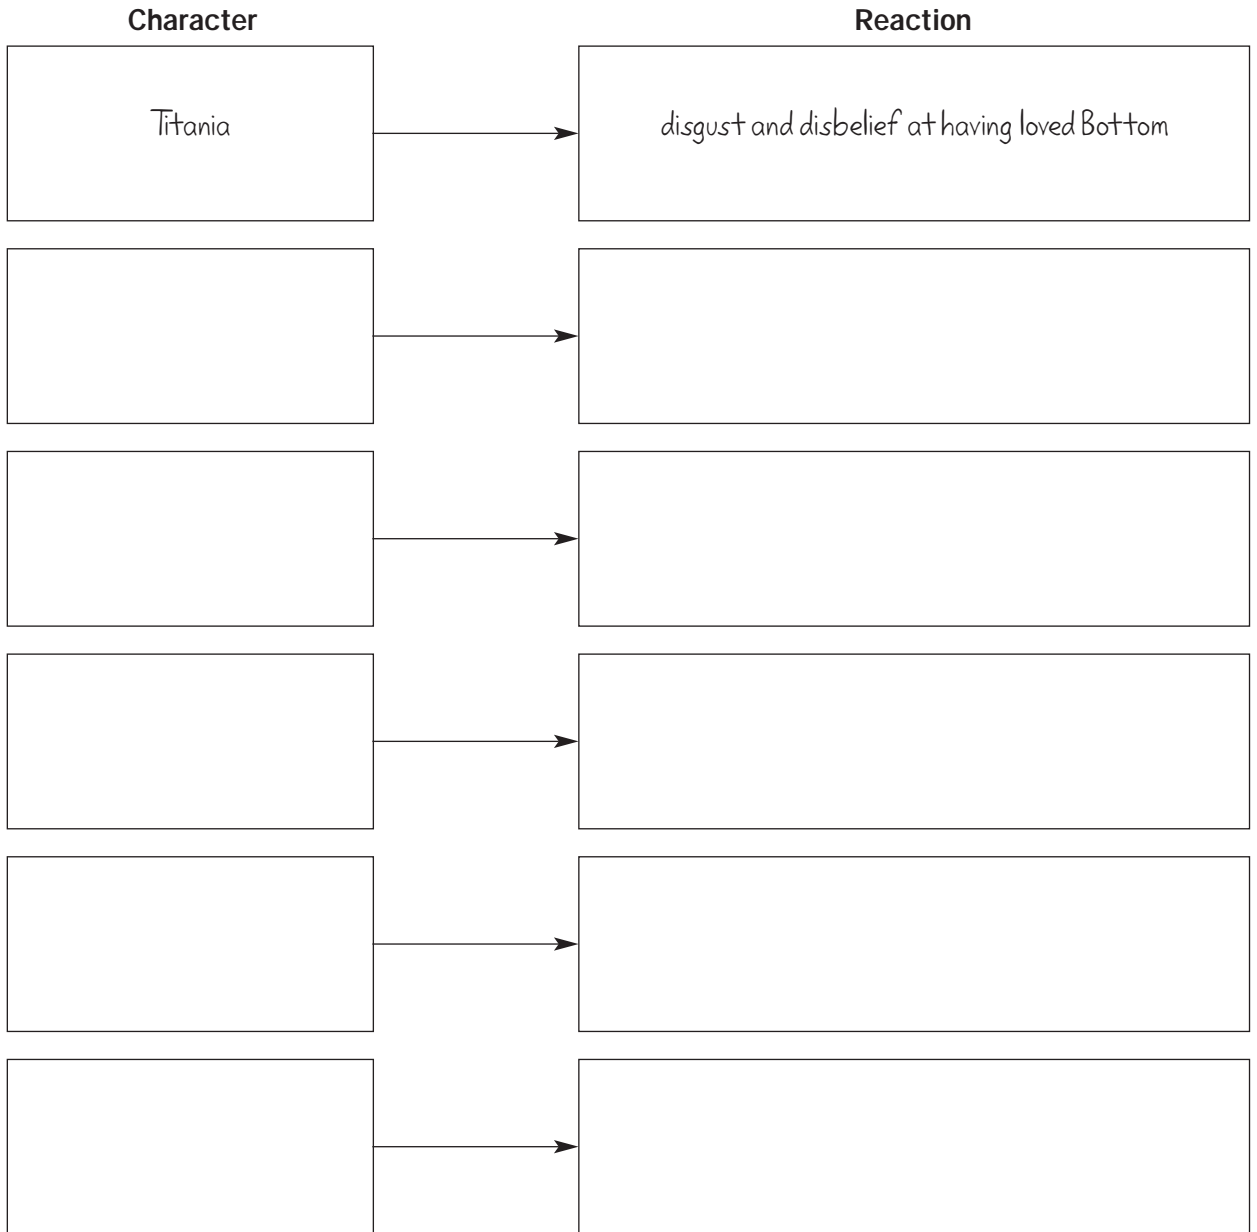 Character
Reaction
Titania
disgust and disbelief at having loved Bottom